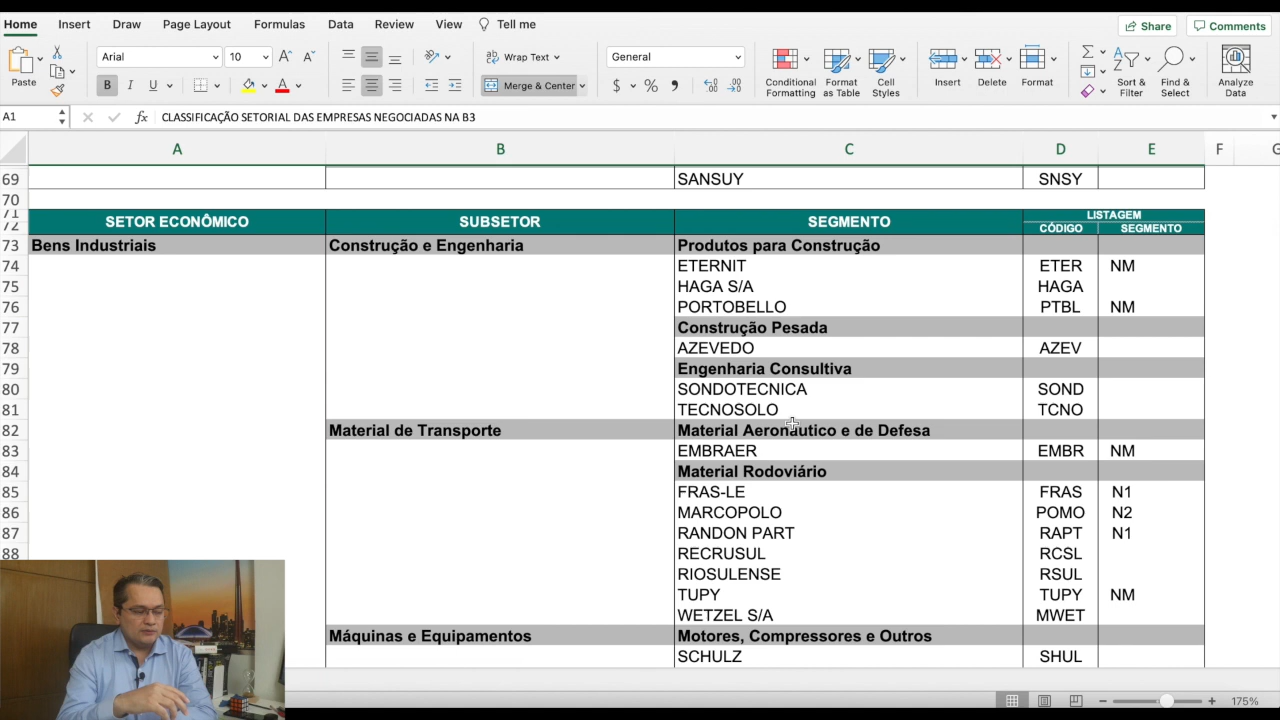 Home Insert Draw Page Layout Formulas Data Review View Tell me Share Comments
Paste Arial 10 Wrap Text General Conditional Formatting Format as Table Cell Styles Insert Delete Format Sort & Filter Find & Select Analyze Data
B I U Merge & Center $ %
A1 fx CLASSIFICAÇÃO SETORIAL DAS EMPRESAS NEGOCIADAS NA B3
A B C D E F G
69 SANSUY SNSY
70
71 SETOR ECONÔMICO SUBSETOR SEGMENTO LISTAGEM
72 CÓDIGO SEGMENTO
73 Bens Industriais Construção e Engenharia Produtos para Construção
74 ETERNIT ETER NM
75 HAGA S/A HAGA
76 PORTOBELLO PTBL NM
77 Construção Pesada
78 AZEVEDO AZEV
79 Engenharia Consultiva
80 SONDOTECNICA SOND
81 TECNOSOLO TCNO
82 Material de Transporte Material Aeronáutico e de Defesa
83 EMBRAER EMBR NM
84 Material Rodoviário
85 FRAS-LE FRAS N1
86 MARCOPOLO POMO N2
87 RANDON PART RAPT N1
88 RECRUSUL RCSL
RIOSULENSE RSUL
TUPY TUPY NM
WETZEL S/A MWET
Máquinas e Equipamentos Motores, Compressores e Outros
SCHULZ SHUL
175%